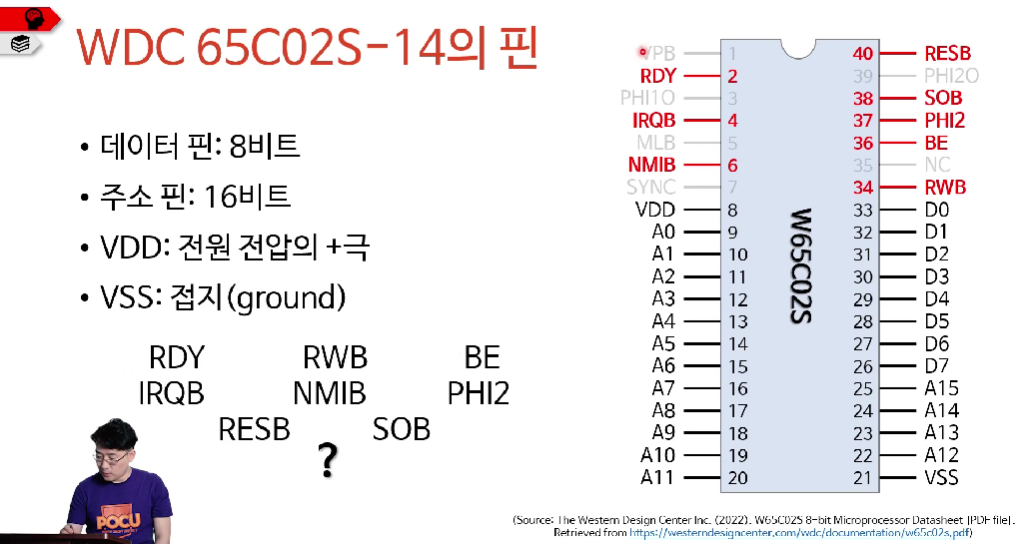 WDC 65C02S-14의 핀
• 데이터 핀: 8비트
• 주소 핀: 16비트
• VDD: 전원 전압의 +극
• VSS: 접지(ground)
RDY RWB BE
IRQB NMIB PHI2
RESB SOB
?
POCU
VPB 1 40 RESB
RDY 2 39 PHI2O
PHI1O 3 38 SOB
IRQB 4 37 PHI2
MLB 5 36 BE
NMIB 6 35 NC
SYNC 7 34 RWB
VDD 8 33 D0
A0 9 32 D1
A1 10 31 D2
A2 11 30 D3
A3 12 29 D4
A4 13 28 D5
A5 14 27 D6
A6 15 26 D7
A7 16 25 A15
A8 17 24 A14
A9 18 23 A13
A10 19 22 A12
A11 20 21 VSS
W65C02S
(Source: The Western Design Center Inc. (2022). W65C02S 8-bit Microprocessor Datasheet [PDF file].
Retrieved from https://westerndesigncenter.com/wdc/documentation/w65c02s.pdf)